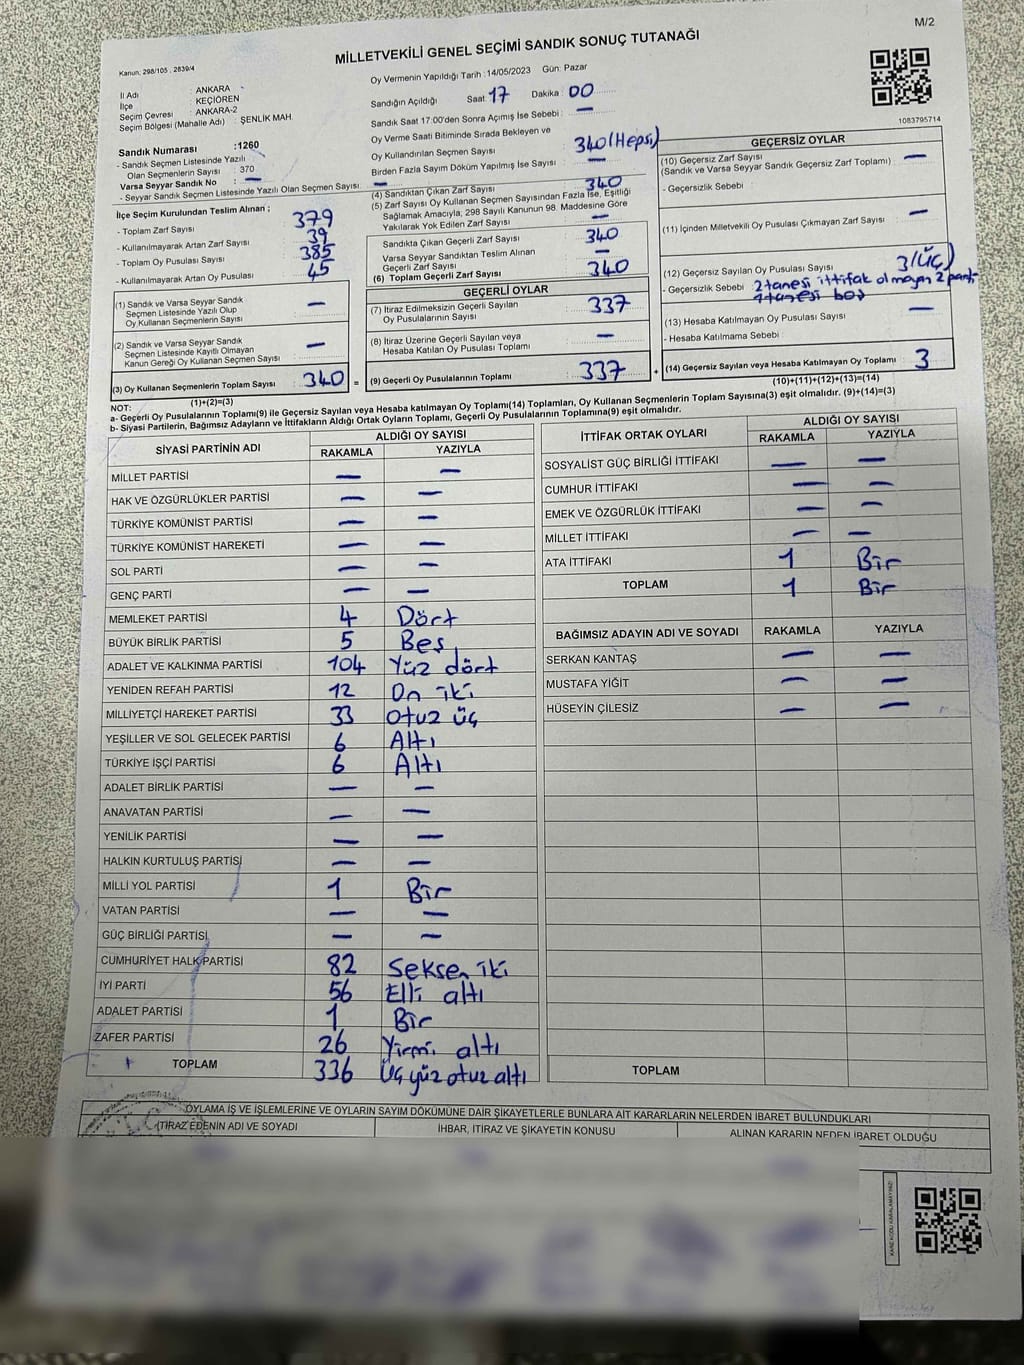 M/2
MİLLETVEKİLİ GENEL SEÇİMİ SANDIK SONUÇ TUTANAĞI
Kanun; 298/105 , 2839/4
İl Adı : ANKARA
İlçe : KEÇİÖREN
Seçim Çevresi : ANKARA-2
Seçim Bölgesi (Mahalle Adı) : ŞENLİK MAH.
Sandık Numarası :1260
- Sandık Seçmen Listesinde Yazılı
Olan Seçmenlerin Sayısı : 370
Varsa Seyyar Sandık No : —
- Seyyar Sandık Seçmen Listesinde Yazılı Olan Seçmen Sayısı: —
İlçe Seçim Kurulundan Teslim Alınan ;
- Toplam Zarf Sayısı : 379
- Kullanılmayarak Artan Zarf Sayısı : 39
- Toplam Oy Pusulası Sayısı : 385
-Kullanılmayarak Artan Oy Pusulası : 45
(1) Sandık ve Varsa Seyyar Sandık
Seçmen Listesinde Yazılı Olup
Oy Kullanan Seçmenlerin Sayısı : —
(2) Sandık ve Varsa Seyyar Sandık
Seçmen Listesinde Kayıtlı Olmayan
Kanun Gereği Oy Kullanan Seçmen Sayısı : —
(3) Oy Kullanan Seçmenlerin Toplam Sayısı : 340 =
(1)+(2)=(3)
Oy Vermenin Yapıldığı Tarih :14/05/2023 Gün: Pazar
Sandığın Açıldığı Saat: 17 Dakika: 00
Sandık Saat 17:00'den Sonra Açımış İse Sebebi : —
Oy Verme Saati Bitiminde Sırada Bekleyen ve
Oy Kullandırılan Seçmen Sayısı : 340 (Hepsi)
Birden Fazla Sayım Döküm Yapılmış İse Sayısı : —
(4) Sandıktan Çıkan Zarf Sayısı : 340
(5) Zarf Sayısı Oy Kullanan Seçmen Sayısından Fazla İse, Eşitliği
Sağlamak Amacıyla, 298 Sayılı Kanunun 98. Maddesine Göre
Yakılarak Yok Edilen Zarf Sayısı : —
Sandıkta Çıkan Geçerli Zarf Sayısı : 340
Varsa Seyyar Sandıktan Teslim Alınan
Geçerli Zarf Sayısı : —
(6) Toplam Geçerli Zarf Sayısı : 340
GEÇERLİ OYLAR
(7) İtiraz Edilmeksizin Geçerli Sayılan
Oy Pusulalarının Sayısı : 337
(8) İtiraz Üzerine Geçerli Sayılan veya
Hesaba Katılan Oy Pusulası Toplamı : —
(9) Geçerli Oy Pusulalarının Toplamı : 337
1083795714
GEÇERSİZ OYLAR
(10) Geçersiz Zarf Sayısı : —
(Sandık ve Varsa Seyyar Sandık Geçersiz Zarf Toplamı)
- Geçersizlik Sebebi :
(11) İçinden Milletvekili Oy Pusulası Çıkmayan Zarf Sayısı : —
(12) Geçersiz Sayılan Oy Pusulası Sayısı : 3 (Üç)
- Geçersizlik Sebebi : 2 tanesi ittifak olmayan 2 parti
1 tanesi boş
(13) Hesaba Katılmayan Oy Pusulası Sayısı : —
- Hesaba Katılmama Sebebi :
(14) Geçersiz Sayılan veya Hesaba Katılmayan Oy Toplamı : 3
(10)+(11)+(12)+(13)=(14)
NOT:
a- Geçerli Oy Pusulalarının Toplamı(9) ile Geçersiz Sayılan veya Hesaba katılmayan Oy Toplamı(14) Toplamları, Oy Kullanan Seçmenlerin Toplam Sayısına(3) eşit olmalıdır. (9)+(14)=(3)
b- Siyasi Partilerin, Bağımsız Adayların ve İttifakların Aldığı Ortak Oyların Toplamı, Geçerli Oy Pusulalarının Toplamına(9) eşit olmalıdır.
SİYASİ PARTİNİN ADI ALDIĞI OY SAYISI
RAKAMLA YAZIYLA
MİLLET PARTİSİ — —
HAK VE ÖZGÜRLÜKLER PARTİSİ — —
TÜRKİYE KOMÜNİST PARTİSİ — —
TÜRKİYE KOMÜNİST HAREKETİ — —
SOL PARTİ — —
GENÇ PARTİ — —
MEMLEKET PARTİSİ 4 Dört
BÜYÜK BİRLİK PARTİSİ 5 Beş
ADALET VE KALKINMA PARTİSİ 104 Yüz dört
YENİDEN REFAH PARTİSİ 12 On iki
MİLLİYETÇİ HAREKET PARTİSİ 33 Otuz üç
YEŞİLLER VE SOL GELECEK PARTİSİ 6 Altı
TÜRKİYE İŞÇİ PARTİSİ 6 Altı
ADALET BİRLİK PARTİSİ — —
ANAVATAN PARTİSİ — —
YENİLİK PARTİSİ — —
HALKIN KURTULUŞ PARTİSİ — —
MİLLİ YOL PARTİSİ 1 Bir
VATAN PARTİSİ — —
GÜÇ BİRLİĞİ PARTİSİ — —
CUMHURİYET HALK PARTİSİ 82 Seksen iki
İYİ PARTİ 56 Elli altı
ADALET PARTİSİ 1 Bir
ZAFER PARTİSİ 26 Yirmi altı
TOPLAM 336 Üç yüz otuz altı
İTTİFAK ORTAK OYLARI ALDIĞI OY SAYISI
RAKAMLA YAZIYLA
SOSYALİST GÜÇ BİRLİĞİ İTTİFAKI — —
CUMHUR İTTİFAKI — —
EMEK VE ÖZGÜRLÜK İTTİFAKI — —
MİLLET İTTİFAKI — —
ATA İTTİFAKI 1 Bir
TOPLAM 1 Bir
BAĞIMSIZ ADAYIN ADI VE SOYADI RAKAMLA YAZIYLA
SERKAN KANTAŞ — —
MUSTAFA YİĞİT — —
HÜSEYİN ÇİLESİZ — —
TOPLAM
OYLAMA İŞ VE İŞLEMLERİNE VE OYLARIN SAYIM DÖKÜMÜNE DAİR ŞİKAYETLERLE BUNLARA AİT KARARLARIN NELERDEN İBARET BULUNDUKLARI
İTİRAZ EDENİN ADI VE SOYADI İHBAR, İTİRAZ VE ŞİKAYETİN KONUSU ALINAN KARARIN NEDEN İBARET OLDUĞU
KARE KODU KARALAMAYINIZ!